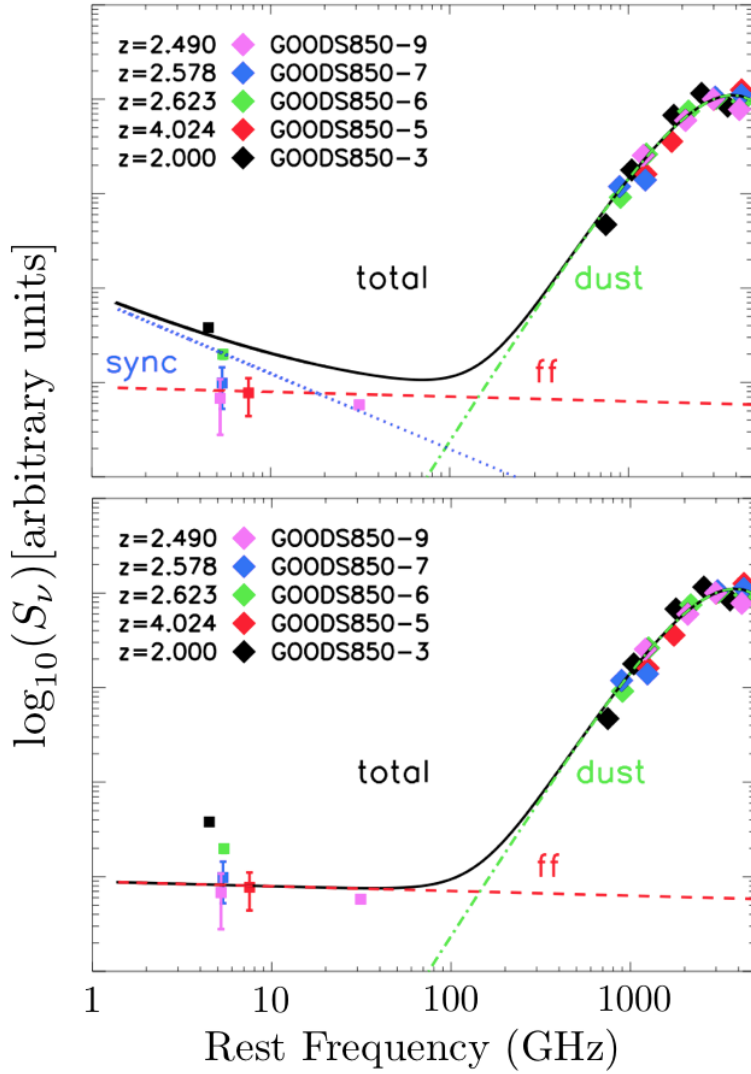 z=2.490 GOODS850-9
z=2.578 GOODS850-7
z=2.623 GOODS850-6
z=4.024 GOODS850-5
z=2.000 GOODS850-3
total
dust
sync
ff
z=2.490 GOODS850-9
z=2.578 GOODS850-7
z=2.623 GOODS850-6
z=4.024 GOODS850-5
z=2.000 GOODS850-3
total
dust
ff
log₁₀(Sᵥ)[arbitrary units]
1 10 100 1000
Rest Frequency (GHz)